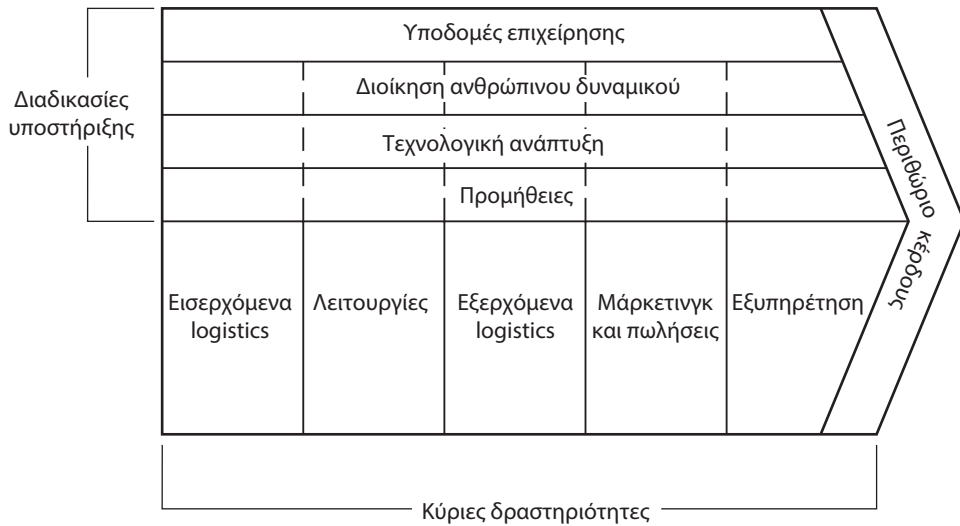 Υποδομές επιχείρησης
Διοίκηση ανθρώπινου δυναμικού
Διαδικασίες
υποστήριξης
Τεχνολογική ανάπτυξη
Προμήθειες
Περιθώριο κέρδους
Εισερχόμενα
logistics
Λειτουργίες
Εξερχόμενα
logistics
Μάρκετινγκ
και πωλήσεις
Εξυπηρέτηση
Κύριες δραστηριότητες